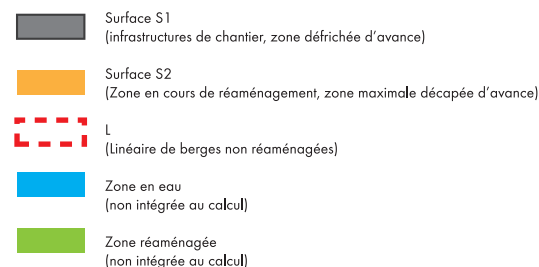 Surface S1
(infrastructures de chantier, zone défrichée d’avance)
Surface S2
(Zone en cours de réaménagement, zone maximale décapée d’avance)
L
(Linéaire de berges non réaménagées)
Zone en eau
(non intégrée au calcul)
Zone réaménagée
(non intégrée au calcul)